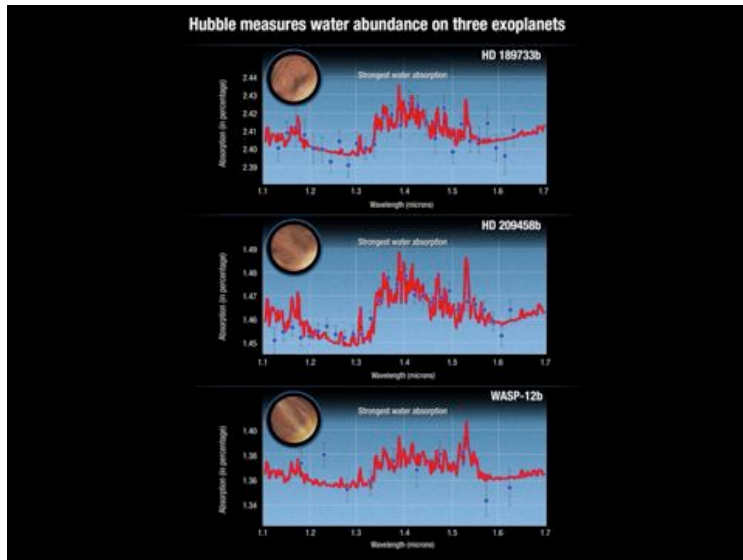 Hubble measures water abundance on three exoplanets
HD 189733b
Strongest water absorption
Absorption (in percentage)
2.44
2.43
2.42
2.41
2.40
2.39
1.1 1.2 1.3 1.4 1.5 1.6 1.7
Wavelength (microns)
HD 209458b
Strongest water absorption
Absorption (in percentage)
1.49
1.48
1.47
1.46
1.45
1.1 1.2 1.3 1.4 1.5 1.6 1.7
Wavelength (microns)
WASP-12b
Strongest water absorption
Absorption (in percentage)
1.40
1.38
1.36
1.34
1.1 1.2 1.3 1.4 1.5 1.6 1.7
Wavelength (microns)